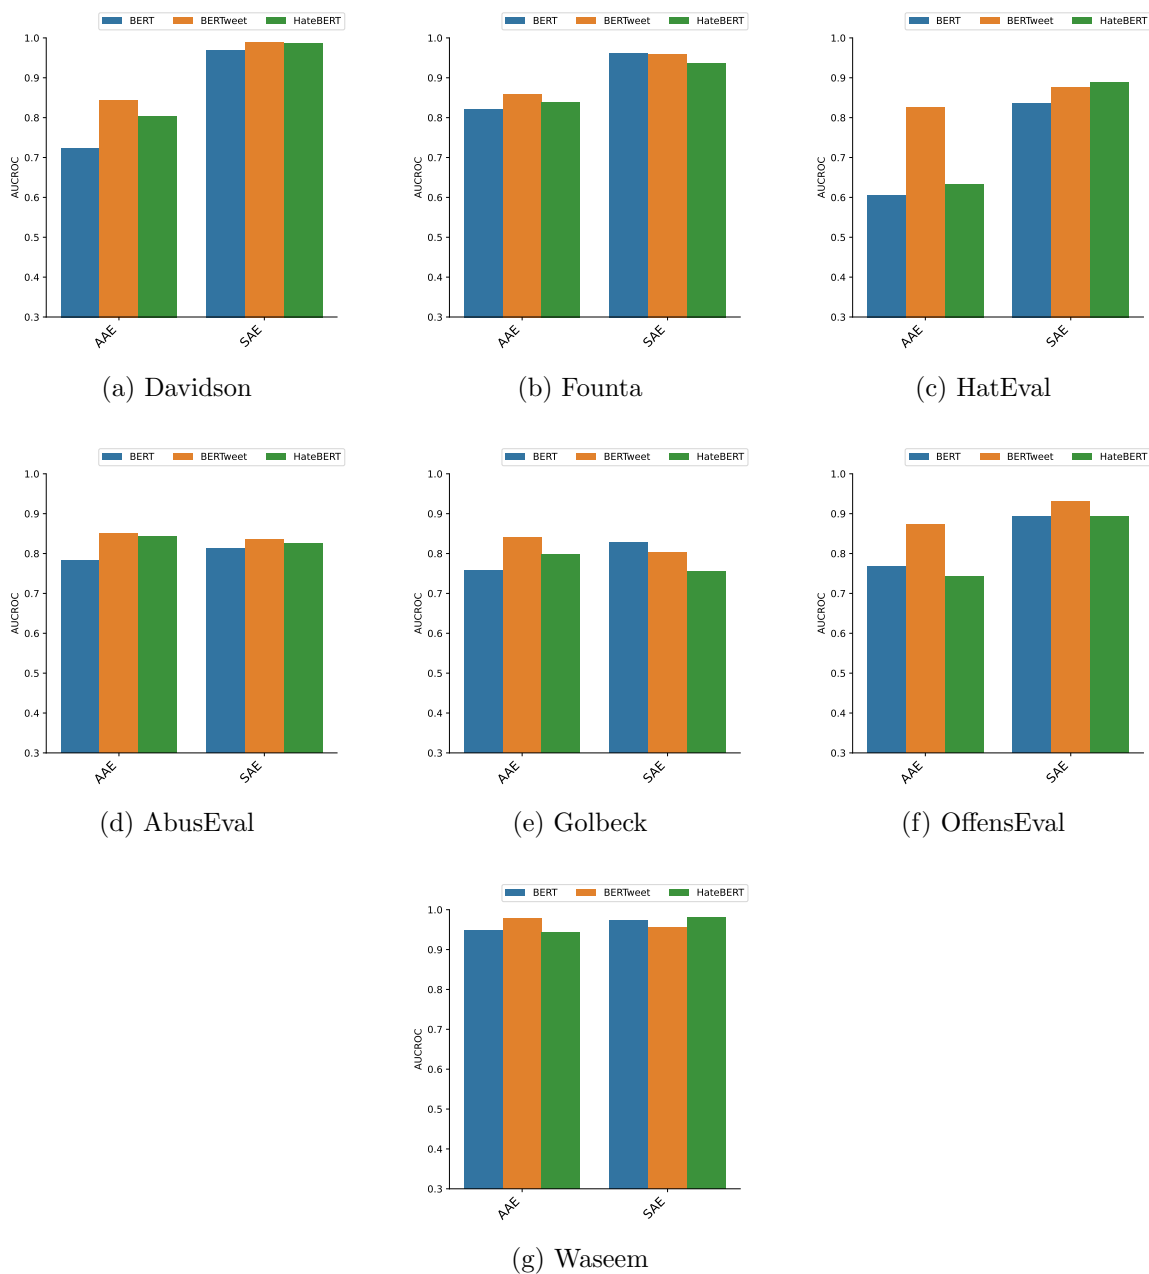 BERT BERTweet HateBERT
1.0
0.9
0.8
0.7
0.6
0.5
0.4
0.3
AUCROC
AAE SAE
(a) Davidson
BERT BERTweet HateBERT
1.0
0.9
0.8
0.7
0.6
0.5
0.4
0.3
AUCROC
AAE SAE
(b) Founta
BERT BERTweet HateBERT
1.0
0.9
0.8
0.7
0.6
0.5
0.4
0.3
AUCROC
AAE SAE
(c) HatEval
BERT BERTweet HateBERT
1.0
0.9
0.8
0.7
0.6
0.5
0.4
0.3
AUCROC
AAE SAE
(d) AbusEval
BERT BERTweet HateBERT
1.0
0.9
0.8
0.7
0.6
0.5
0.4
0.3
AUCROC
AAE SAE
(e) Golbeck
BERT BERTweet HateBERT
1.0
0.9
0.8
0.7
0.6
0.5
0.4
0.3
AUCROC
AAE SAE
(f) OffensEval
BERT BERTweet HateBERT
1.0
0.9
0.8
0.7
0.6
0.5
0.4
0.3
AUCROC
AAE SAE
(g) Waseem